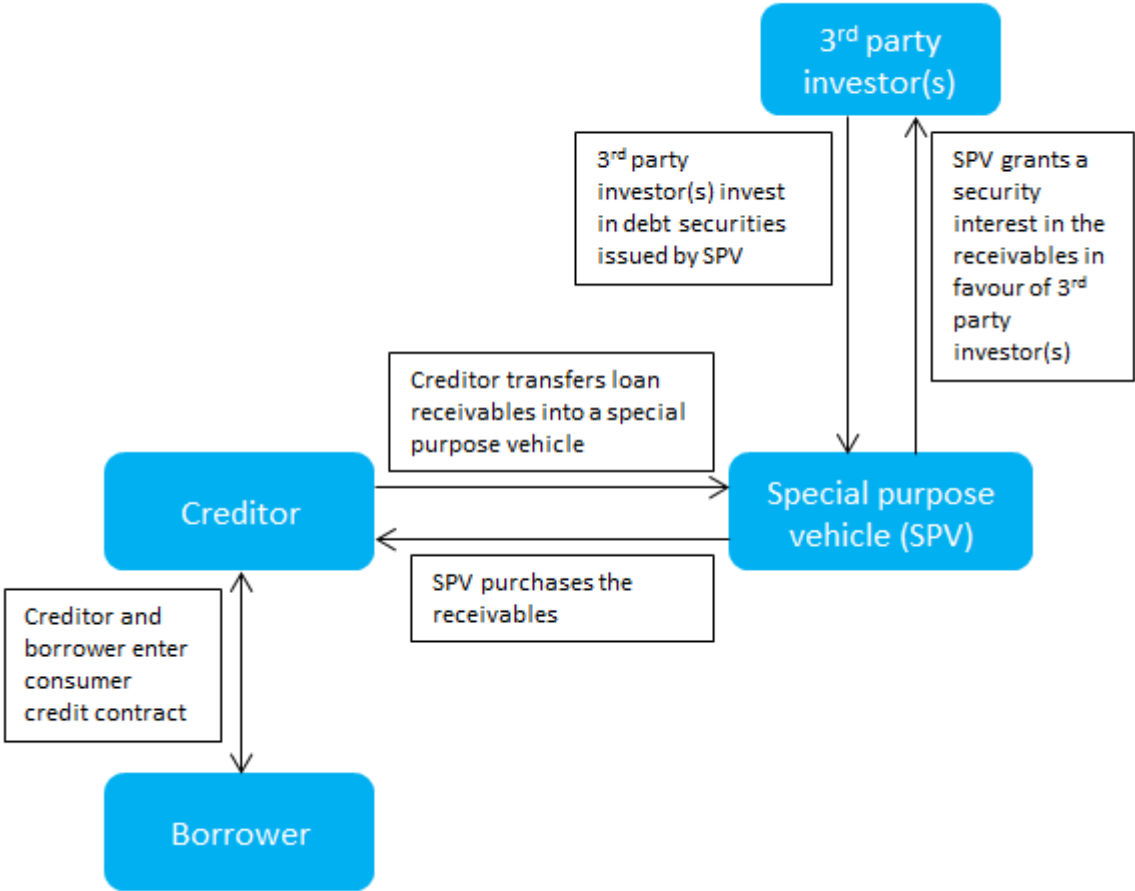 3rd party
investor(s)
3rd party
investor(s) invest
in debt securities
issued by SPV
SPV grants a
security
interest in the
receivables in
favour of 3rd
party
investor(s)
Creditor transfers loan
receivables into a special
purpose vehicle
Creditor
Special purpose
vehicle (SPV)
SPV purchases the
receivables
Creditor and
borrower enter
consumer
credit contract
Borrower